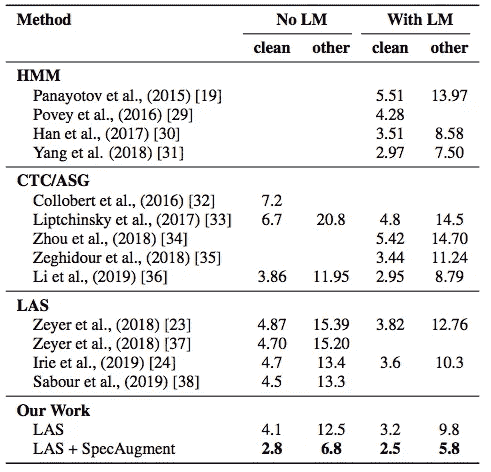 Method No LM With LM
clean other clean other
HMM
Panayotov et al., (2015) [19] 5.51 13.97
Povey et al., (2016) [29] 4.28
Han et al., (2017) [30] 3.51 8.58
Yang et al. (2018) [31] 2.97 7.50
CTC/ASG
Collobert et al., (2016) [32] 7.2
Liptchinsky et al., (2017) [33] 6.7 20.8 4.8 14.5
Zhou et al., (2018) [34] 5.42 14.70
Zeghidour et al., (2018) [35] 3.44 11.24
Li et al., (2019) [36] 3.86 11.95 2.95 8.79
LAS
Zeyer et al., (2018) [23] 4.87 15.39 3.82 12.76
Zeyer et al., (2018) [37] 4.70 15.20
Irie et al., (2019) [24] 4.7 13.4 3.6 10.3
Sabour et al., (2019) [38] 4.5 13.3
Our Work
LAS 4.1 12.5 3.2 9.8
LAS + SpecAugment 2.8 6.8 2.5 5.8